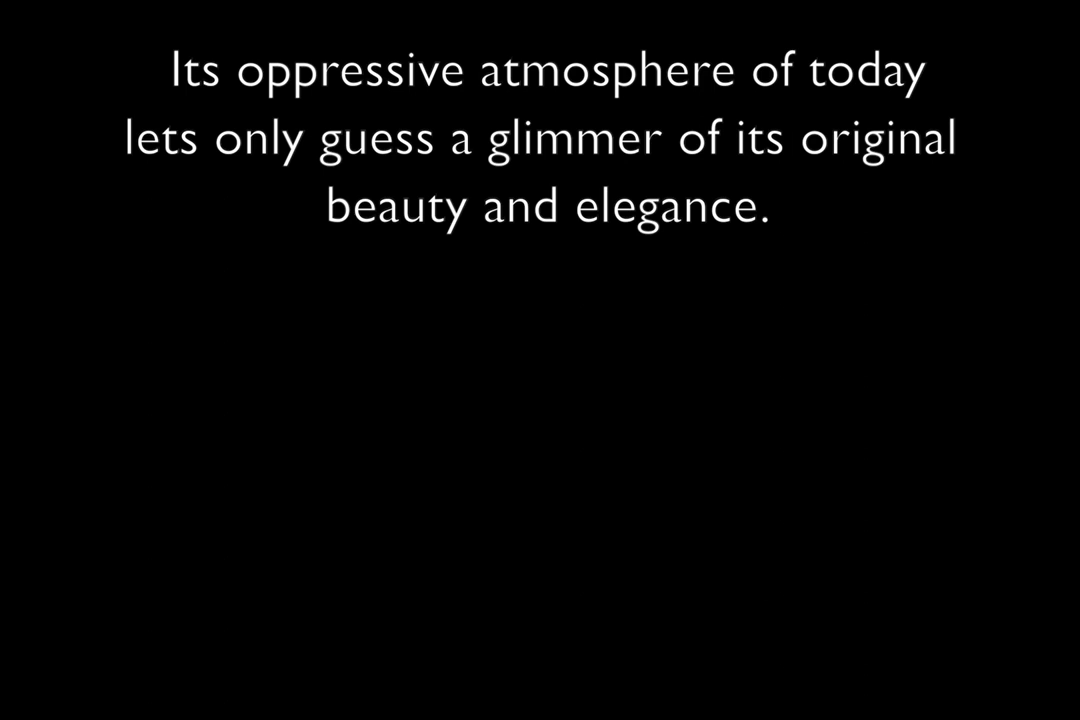 Its oppressive atmosphere of today
lets only guess a glimmer of its original
beauty and elegance.